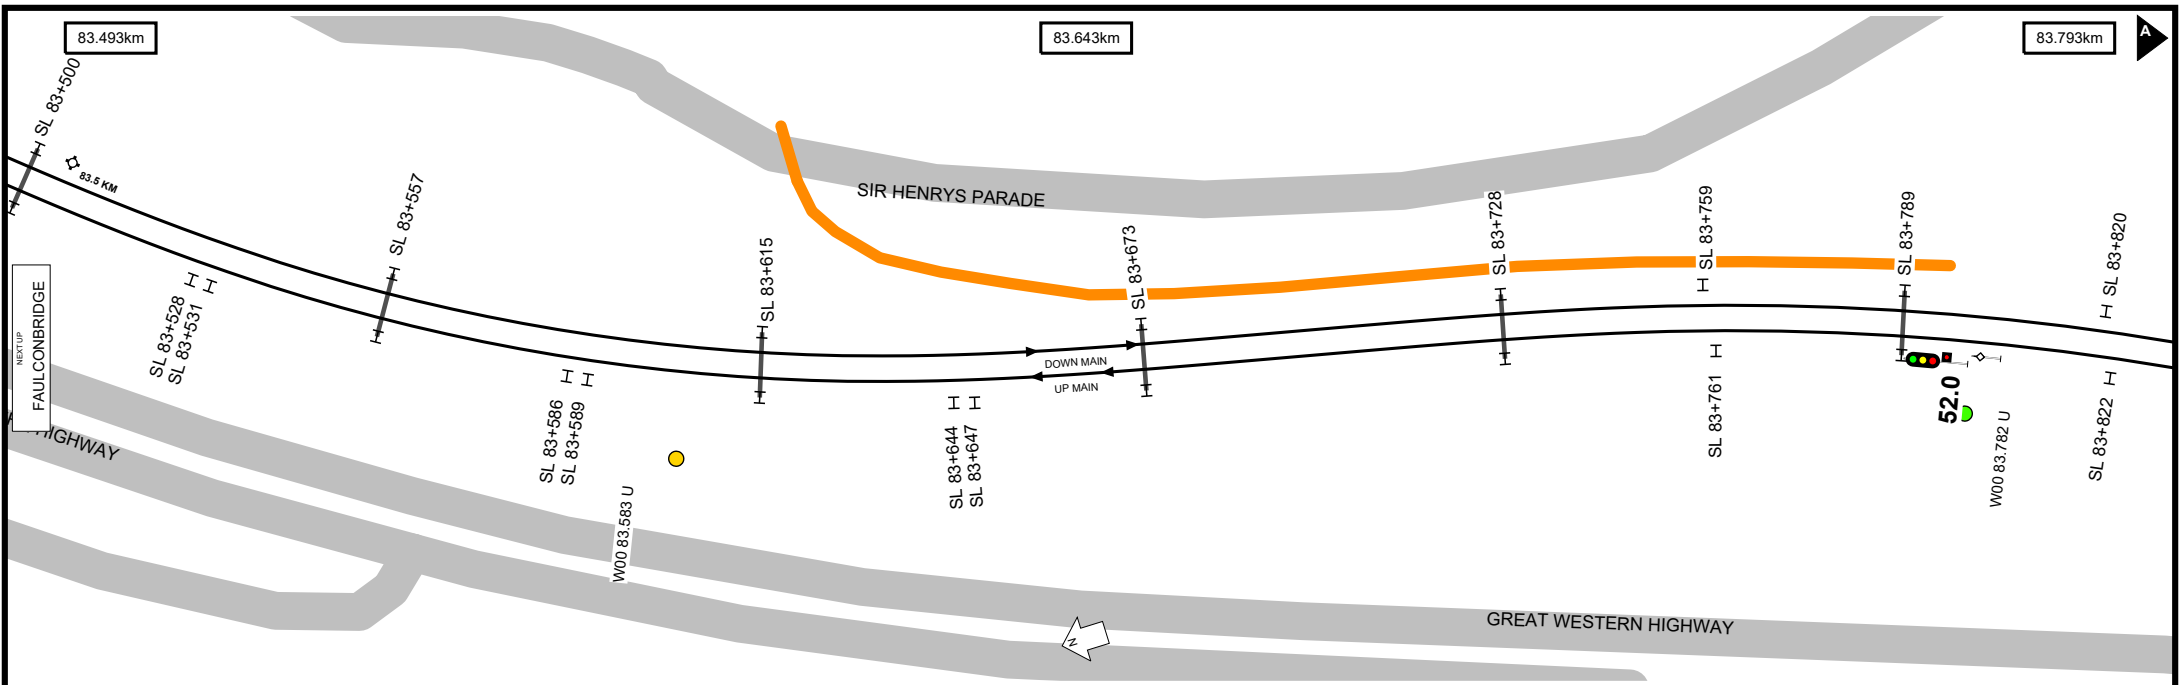 83.493km
83.643km
83.793km
A
SL 83+500
83.5 KM
SL 83+557
SL 83+615
SIR HENRYS PARADE
SL 83+673
SL 83+728
SL 83+759
SL 83+789
SL 83+820
NEXT UP
FAULCONBRIDGE
SL 83+528
SL 83+531
DOWN MAIN
UP MAIN
SL 83+586
SL 83+589
W00 83.583 U
SL 83+644
SL 83+647
SL 83+761
52.0
W00 83.782 U
SL 83+822
HIGHWAY
GREAT WESTERN HIGHWAY
N